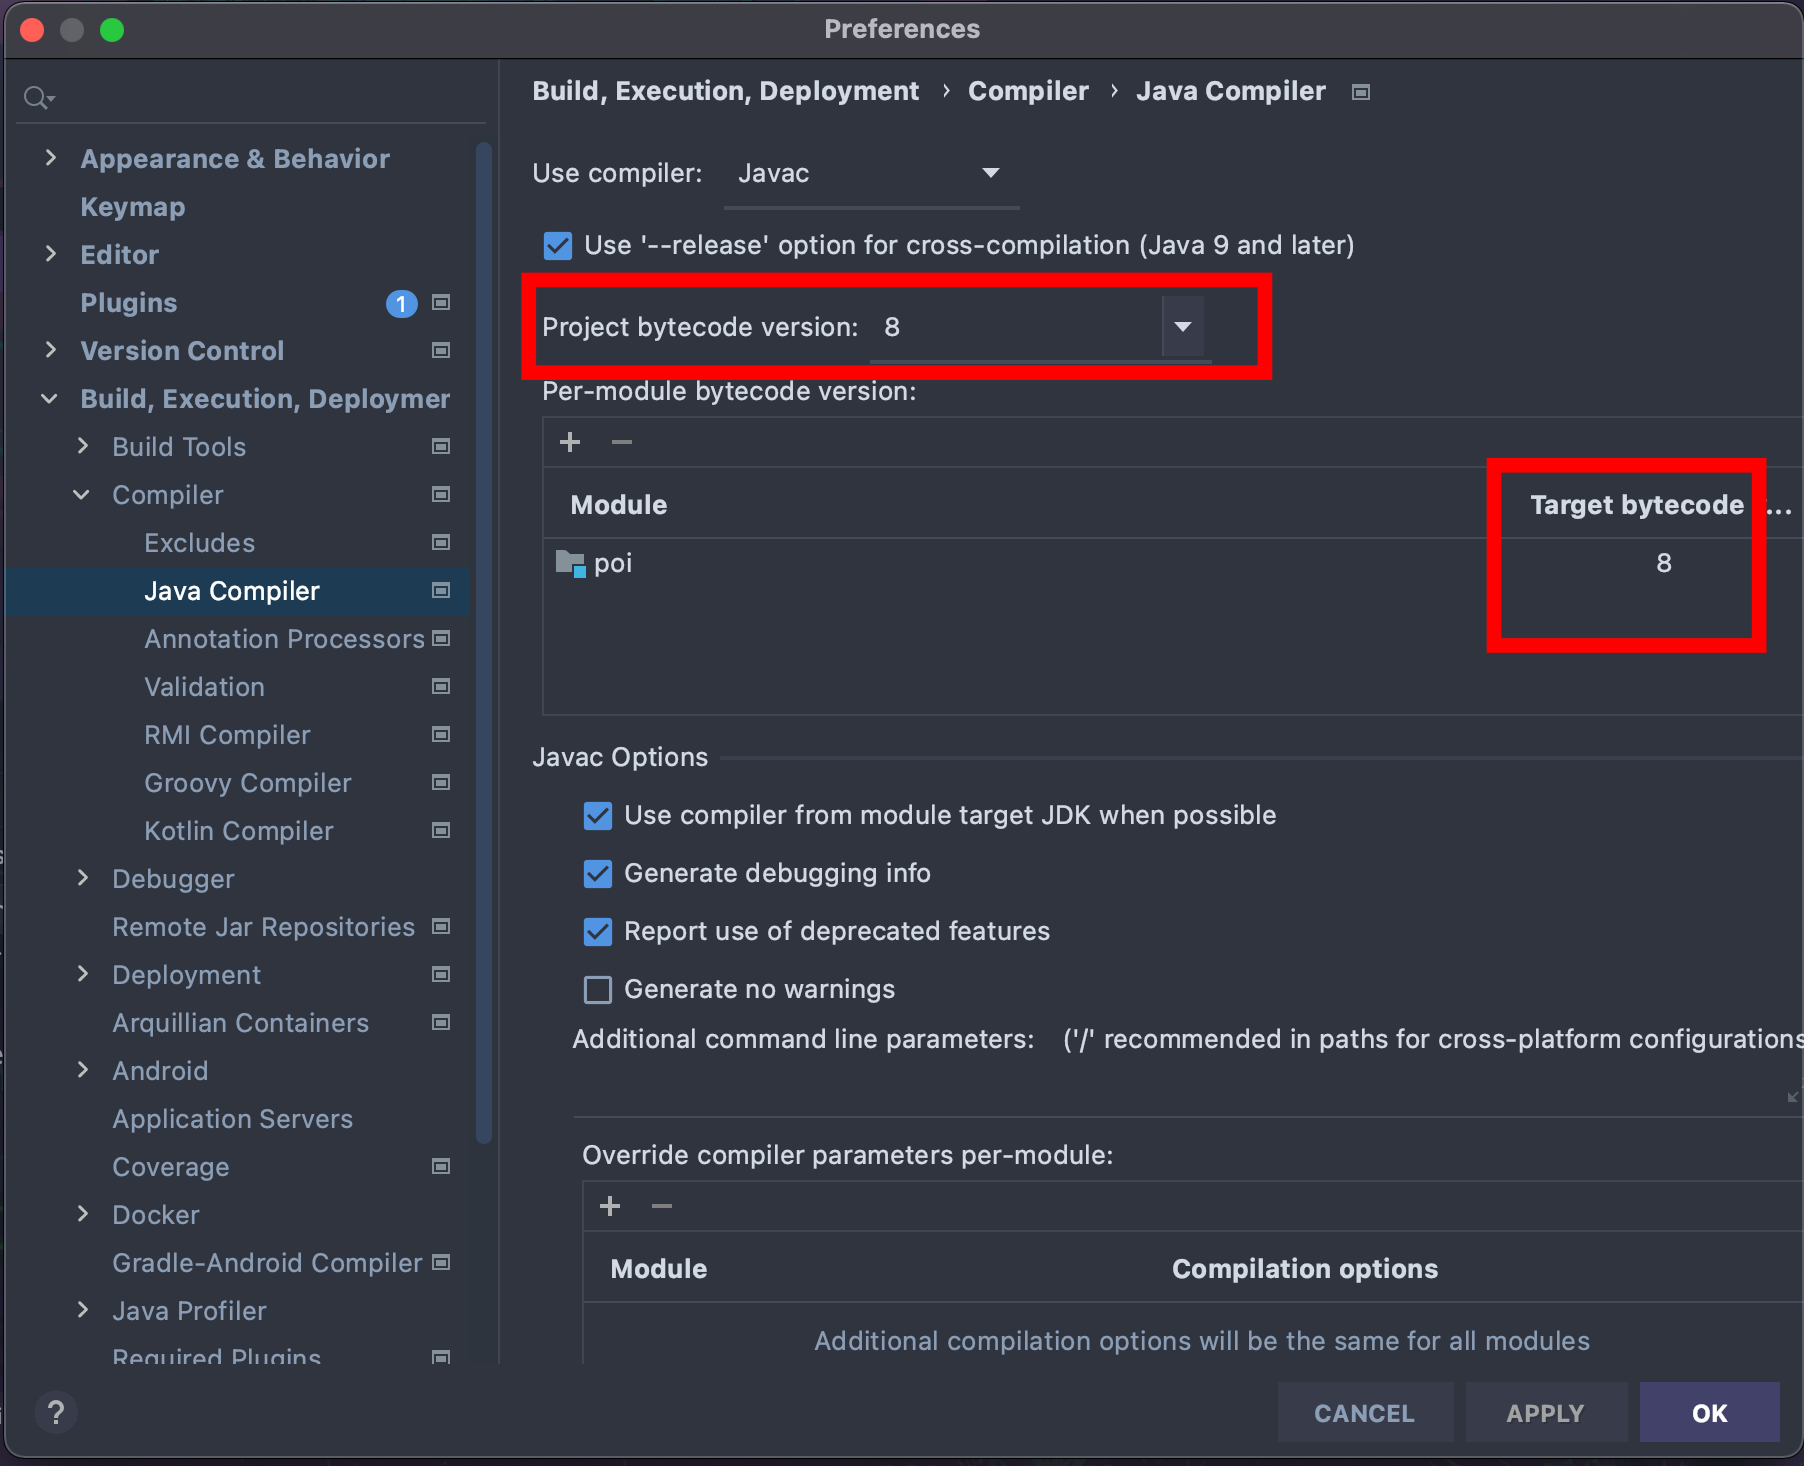 Preferences
Appearance & Behavior
Keymap
Editor
Plugins 1
Version Control
Build, Execution, Deploymen
Build Tools
Compiler
Excludes
Java Compiler
Annotation Processors
Validation
RMI Compiler
Groovy Compiler
Kotlin Compiler
Debugger
Remote Jar Repositories
Deployment
Arquillian Containers
Android
Application Servers
Coverage
Docker
Gradle-Android Compiler
Java Profiler
Required Plugins
?
Build, Execution, Deployment › Compiler › Java Compiler
Use compiler: Javac
Use '--release' option for cross-compilation (Java 9 and later)
Project bytecode version: 8
Per-module bytecode version:
+ −
Module Target bytecode ...
poi 8
Javac Options
Use compiler from module target JDK when possible
Generate debugging info
Report use of deprecated features
Generate no warnings
Additional command line parameters: ('/' recommended in paths for cross-platform configurations
Override compiler parameters per-module:
+ −
Module Compilation options
Additional compilation options will be the same for all modules
CANCEL APPLY OK